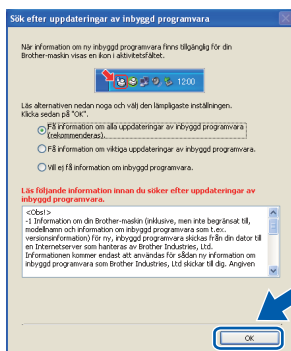 Sök efter uppdateringar av inbyggd programvara
När information om ny inbyggd programvara finns tillgänglig för din
Brother-maskin visas en ikon i aktivitetsfältet.
12:00
Läs alternativen nedan noga och välj den lämpligaste inställningen.
Klicka sedan på "OK".
Få information om alla uppdateringar av inbyggd programvara
(rekommenderas).
Få information om viktiga uppdateringar av inbyggd programvara.
Vill ej få information om inbyggd programvara.
Läs följande information innan du söker efter uppdateringar av
inbyggd programvara.
<Obs!>
-1 Information om din Brother-maskin (inklusive, men inte begränsat till,
modellnamn och information om inbyggd programvara som t.ex.
versionsinformation) för ny, inbyggd programvara skickas från din dator till
en Internetserver som hanteras av Brother Industries, Ltd.
Informationen kommer endast att användas för sådan ny information om
inbyggd programvara som Brother Industries, Ltd skickar till dig. Angiven
OK